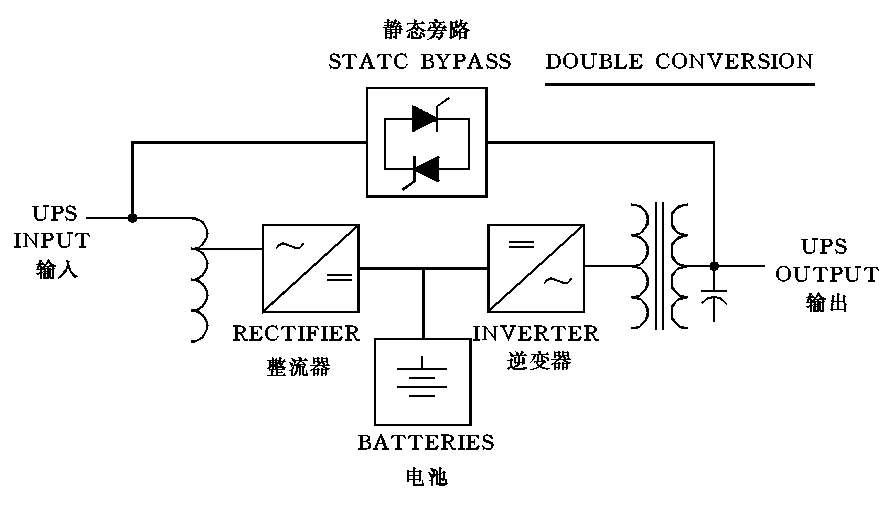 静态旁路
STATC BYPASS
DOUBLE CONVERSION
UPS
INPUT
输入
UPS
OUTPUT
输出
RECTIFIER
整流器
INVERTER
逆变器
BATTERIES
电池